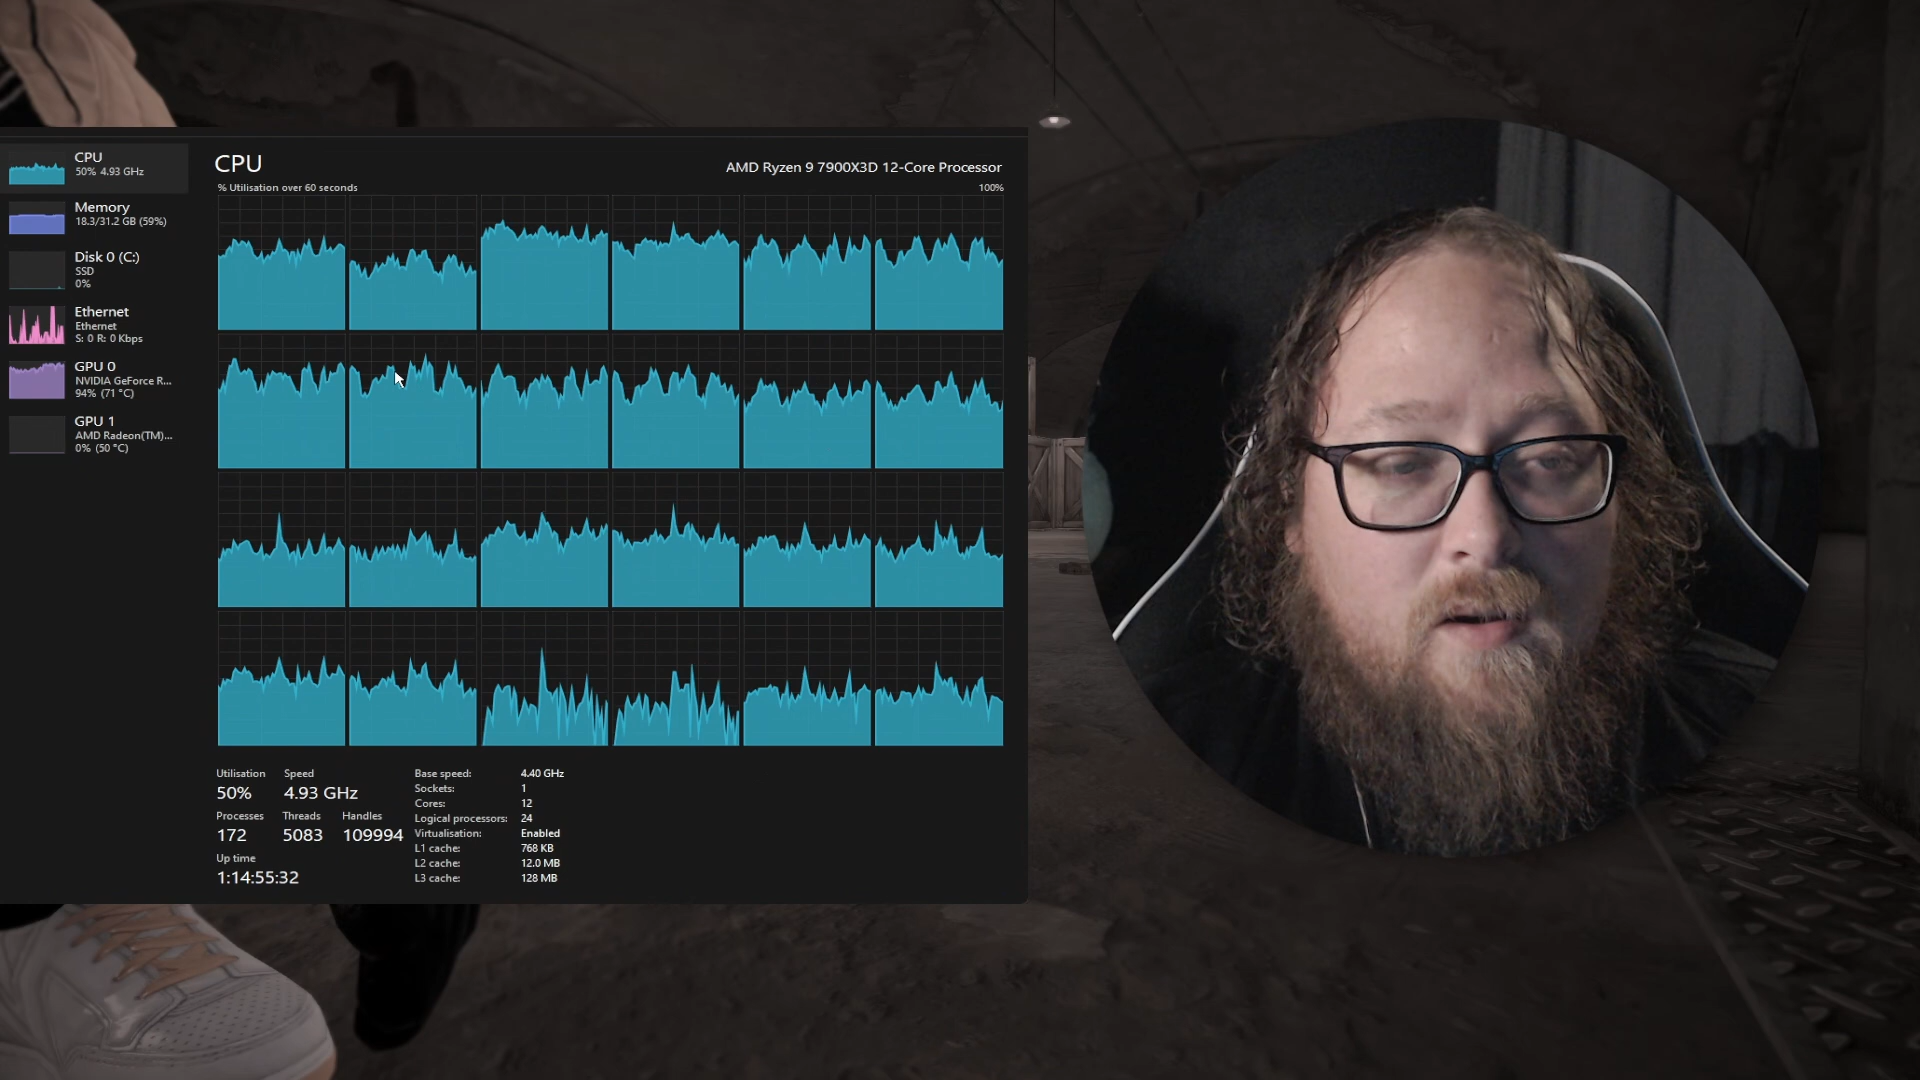 CPU
50% 4.93 GHz
Memory
18.3/31.2 GB (59%)
Disk 0 (C:)
SSD
0%
Ethernet
Ethernet
S: 0 R: 0 Kbps
GPU 0
NVIDIA GeForce R...
94% (71 °C)
GPU 1
AMD Radeon(TM)...
0% (50 °C)
CPU
AMD Ryzen 9 7900X3D 12-Core Processor
% Utilisation over 60 seconds
100%
Utilisation
Speed
50%
4.93 GHz
Processes
Threads
Handles
172
5083
109994
Up time
1:14:55:32
Base speed: 4.40 GHz
Sockets: 1
Cores: 12
Logical processors: 24
Virtualisation: Enabled
L1 cache: 768 KB
L2 cache: 12.0 MB
L3 cache: 128 MB